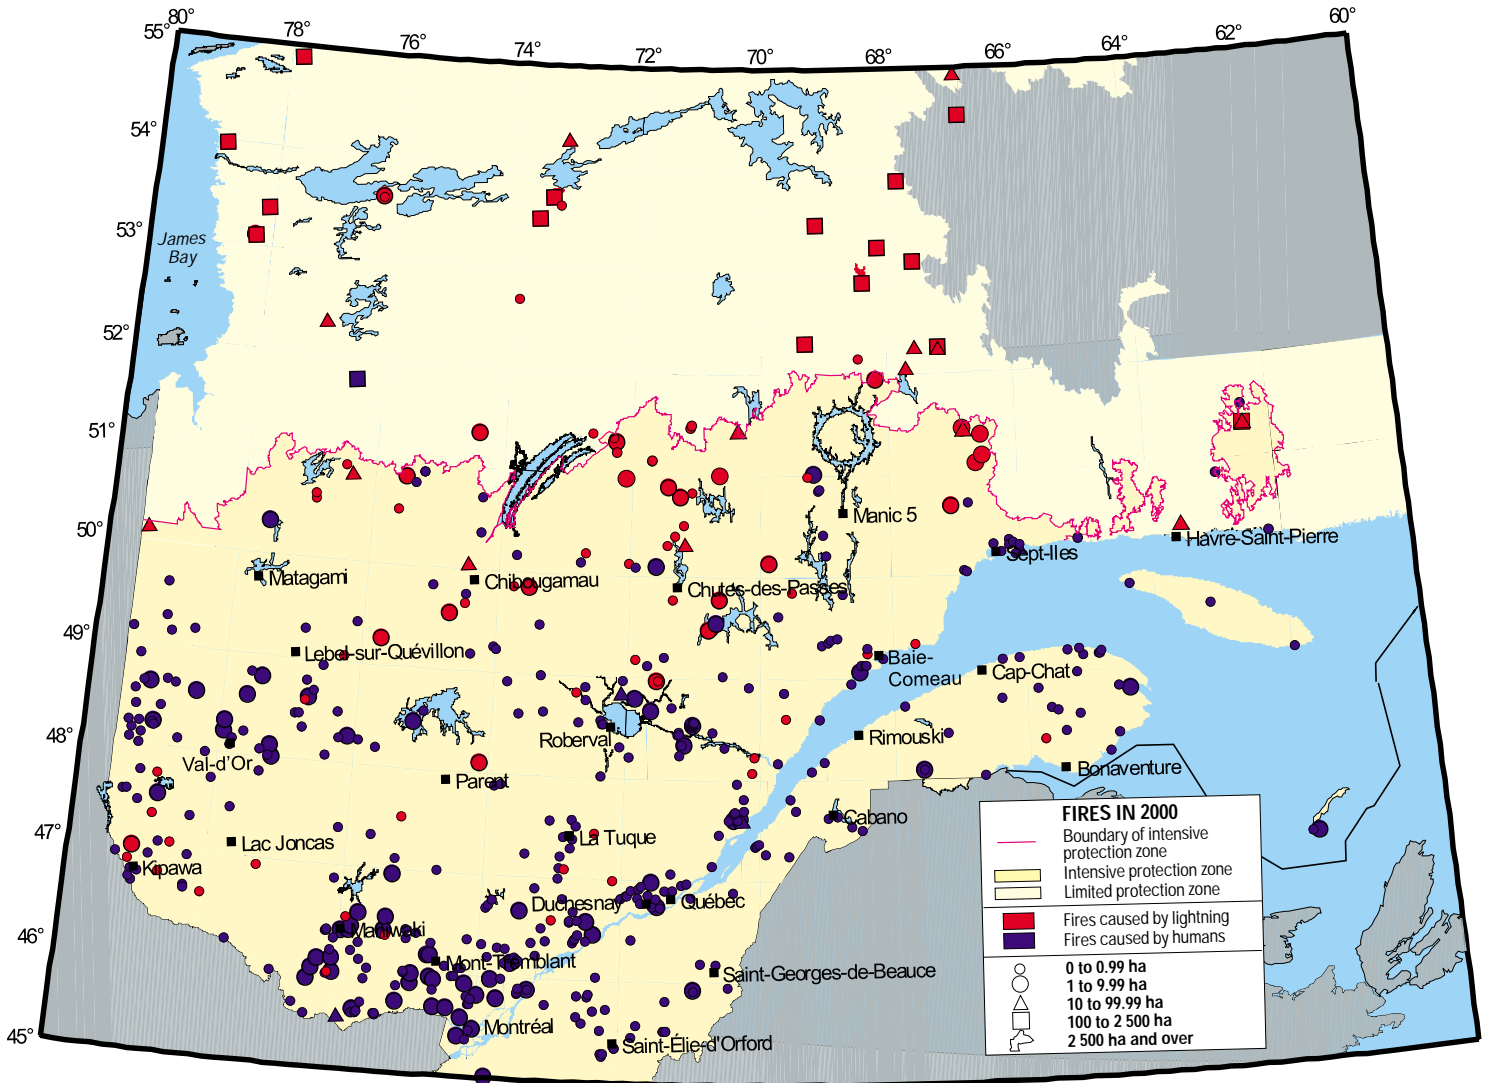 80°
78°
76°
74°
72°
70°
68°
66°
64°
62°
60°
55°
54°
53°
52°
51°
50°
49°
48°
47°
46°
45°
James
Bay
Manic 5
Sept-Iles
Havre-Saint-Pierre
Matagami
Chibougamau
Chutes-des-Passes
Lebel-sur-Quévillon
Baie-
Comeau
Cap-Chat
Roberval
Rimouski
Val-d'Or
Parent
Bonaventure
Cabano
Lac Joncas
La Tuque
Kipawa
Duchesnay
Québec
Maniwaki
Mont-Tremblant
Saint-Georges-de-Beauce
Montréal
Saint-Élie-d'Orford
FIRES IN 2000
Boundary of intensive
protection zone
Intensive protection zone
Limited protection zone
Fires caused by lightning
Fires caused by humans
0 to 0.99 ha
1 to 9.99 ha
10 to 99.99 ha
100 to 2 500 ha
2 500 ha and over